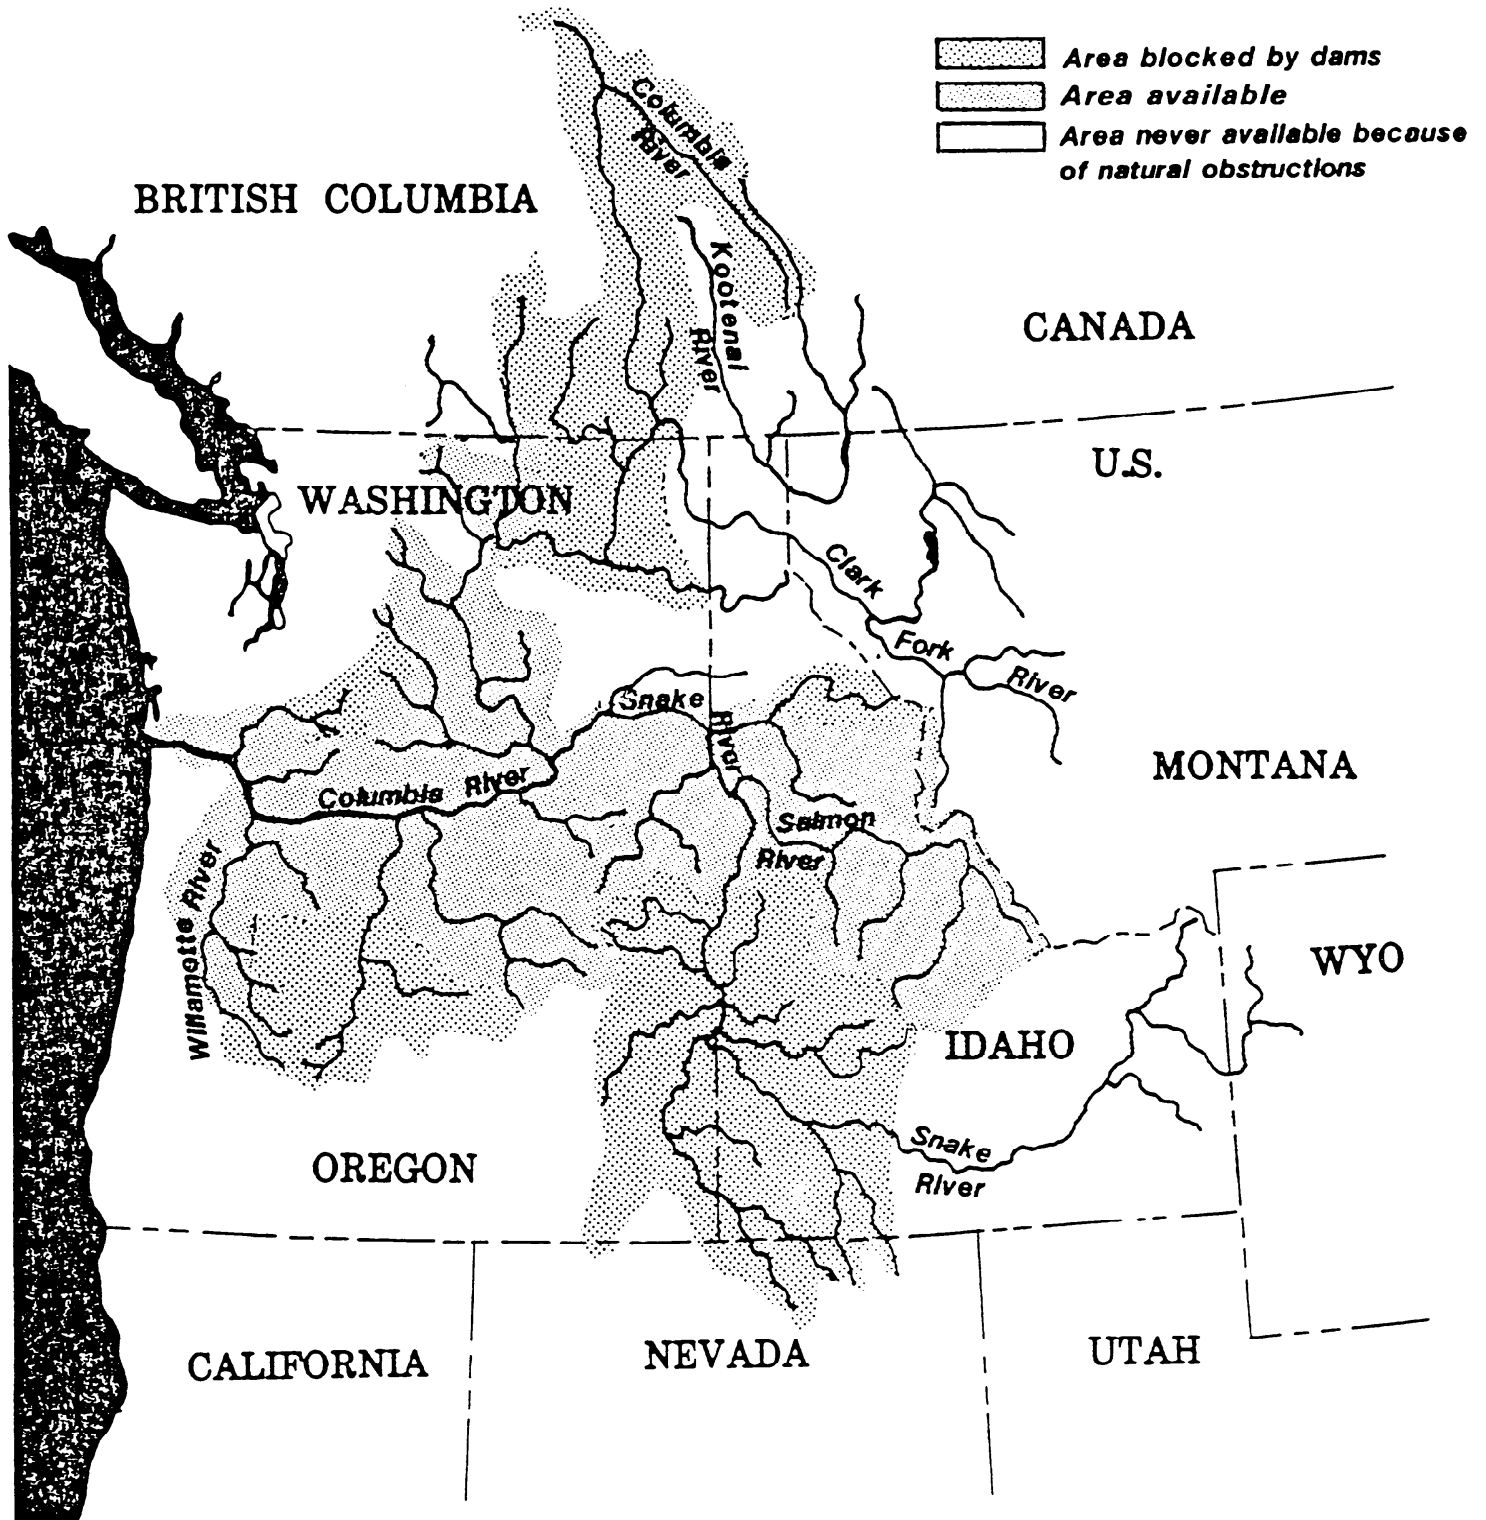 Area blocked by dams
Area available
Area never available because
of natural obstructions
Columbia
River
BRITISH COLUMBIA
Kootenai
River
CANADA
U.S.
WASHINGTON
Clark
Fork
River
Snake
River
MONTANA
Columbia River
Salmon
River
Willamette River
WYO
IDAHO
Snake
River
OREGON
CALIFORNIA
NEVADA
UTAH